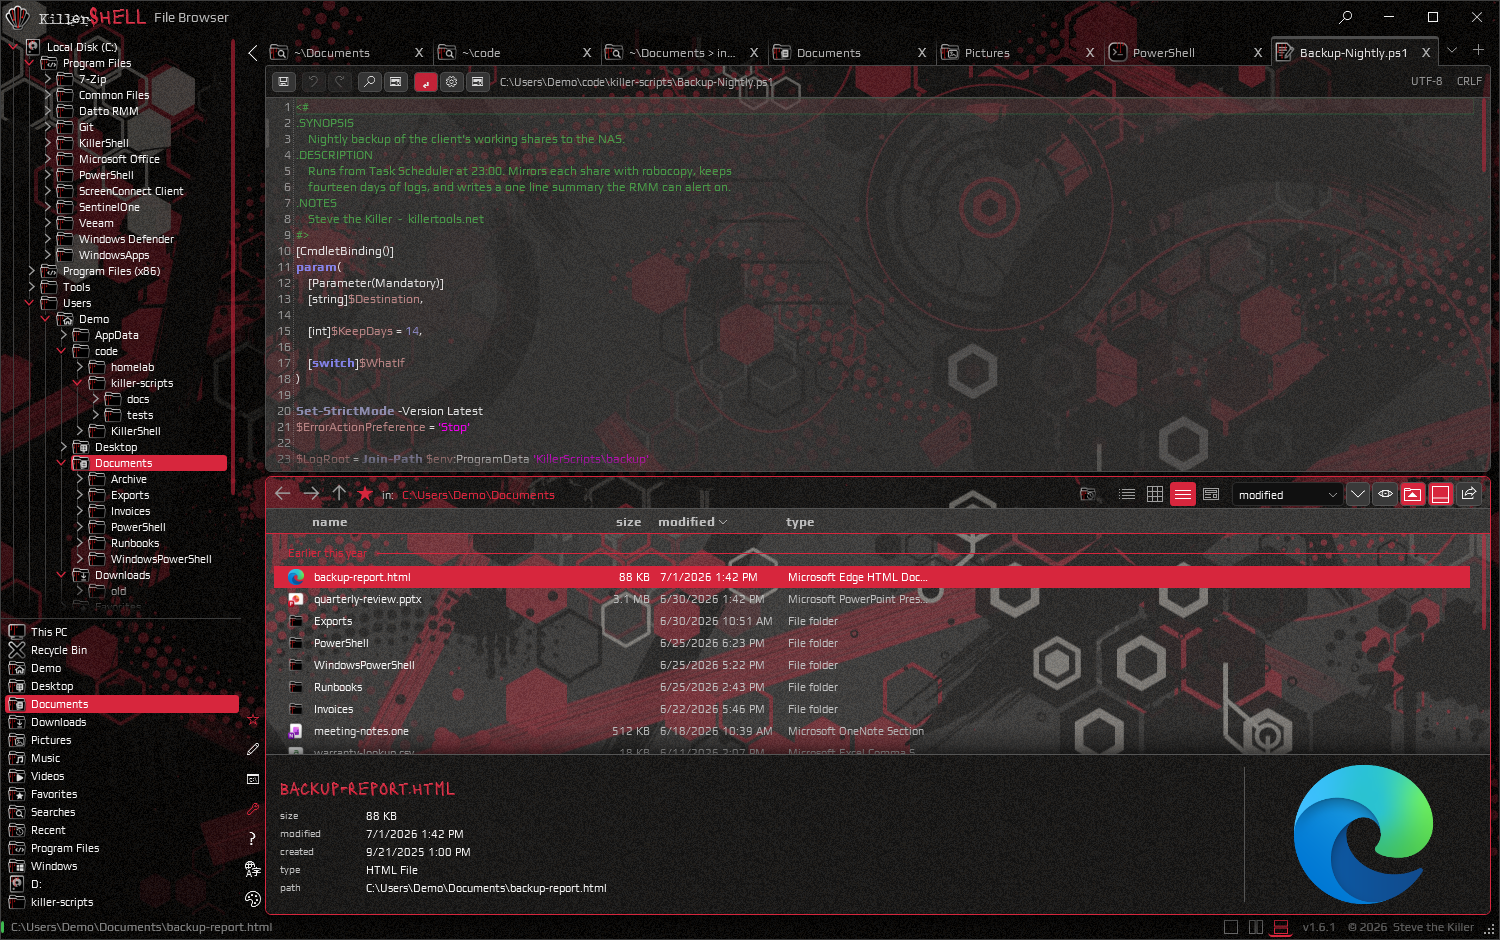 KillerSHELL File Browser
Local Disk (C:)
Program Files
7-Zip
Common Files
Datto RMM
Git
KillerShell
Microsoft Office
PowerShell
ScreenConnect Client
SentinelOne
Veeam
Windows Defender
WindowsApps
Program Files (x86)
Tools
Users
Demo
AppData
code
homelab
killer-scripts
docs
tests
KillerShell
Desktop
Documents
Archive
Exports
Invoices
PowerShell
Runbooks
WindowsPowerShell
Downloads
old
Favorites
This PC
Recycle Bin
Demo
Desktop
Documents
Downloads
Pictures
Music
Videos
Favorites
Searches
Recent
Program Files
Windows
D:
killer-scripts
~\Documents X ~\code X ~\Documents > in... X Documents X Pictures X PowerShell X Backup-Nightly.ps1 X
C:\Users\Demo\code\killer-scripts\Backup-Nightly.ps1 UTF-8 CRLF
1 <#
2 .SYNOPSIS
3 Nightly backup of the client's working shares to the NAS.
4 .DESCRIPTION
5 Runs from Task Scheduler at 23:00. Mirrors each share with robocopy, keeps
6 fourteen days of logs, and writes a one line summary the RMM can alert on.
7 .NOTES
8 Steve the Killer - killertools.net
9 #>
10 [CmdletBinding()]
11 param(
12 [Parameter(Mandatory)]
13 [string]$Destination,
14
15 [int]$KeepDays = 14,
16
17 [switch]$WhatIf
18 )
19
20 Set-StrictMode -Version Latest
21 $ErrorActionPreference = 'Stop'
22
23 $LogRoot = Join-Path $env:ProgramData 'KillerScripts\backup'
in: C:\Users\Demo\Documents modified
name size modified type
Earlier this year
backup-report.html 88 KB 7/1/2026 1:42 PM Microsoft Edge HTML Doc...
quarterly-review.pptx 3.1 MB 6/30/2026 1:42 PM Microsoft PowerPoint Pres...
Exports 6/30/2026 10:51 AM File folder
PowerShell 6/25/2026 6:23 PM File folder
WindowsPowerShell 6/25/2026 5:22 PM File folder
Runbooks 6/25/2026 2:43 PM File folder
Invoices 6/22/2026 5:46 PM File folder
meeting-notes.one 512 KB 6/18/2026 10:39 AM Microsoft OneNote Section
warranty-lookup.csv 18 KB 6/11/2026 2:07 PM Microsoft Excel Comma S...
BACKUP-REPORT.HTML
size 88 KB
modified 7/1/2026 1:42 PM
created 9/21/2025 1:00 PM
type HTML File
path C:\Users\Demo\Documents\backup-report.html
C:\Users\Demo\Documents\backup-report.html v1.6.1 © 2026 Steve the Killer